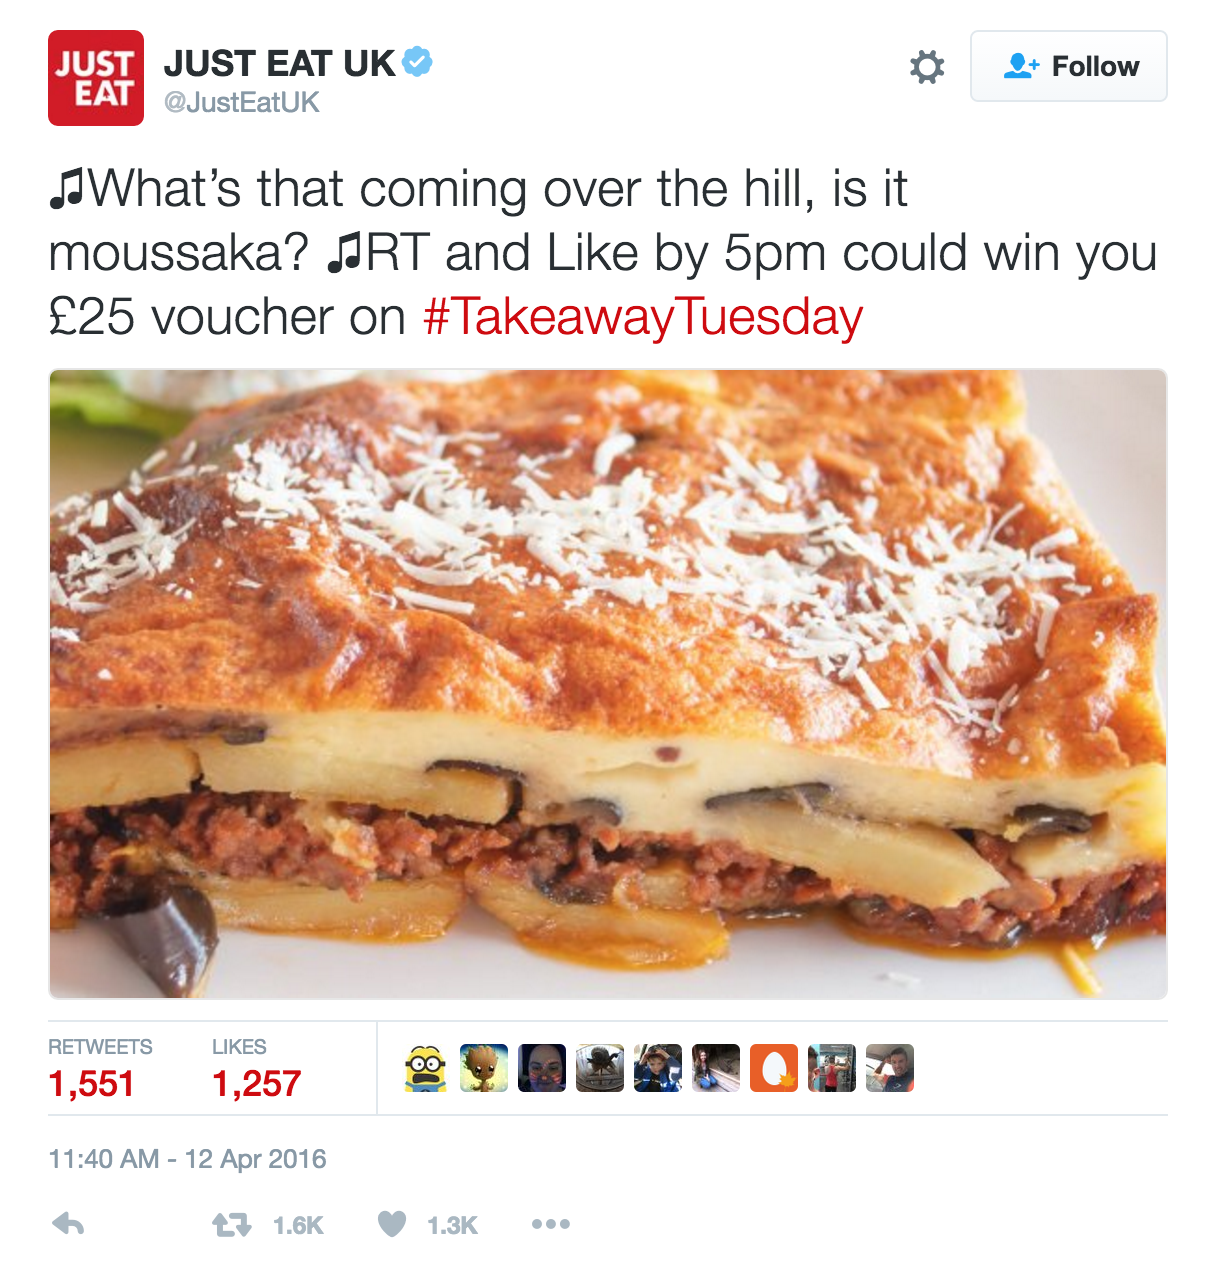 JUST
EAT
JUST EAT UK
@JustEatUK
Follow
♫What’s that coming over the hill, is it
moussaka? ♫RT and Like by 5pm could win you
£25 voucher on #TakeawayTuesday
RETWEETS
LIKES
1,551
1,257
11:40 AM - 12 Apr 2016
1.6K
1.3K